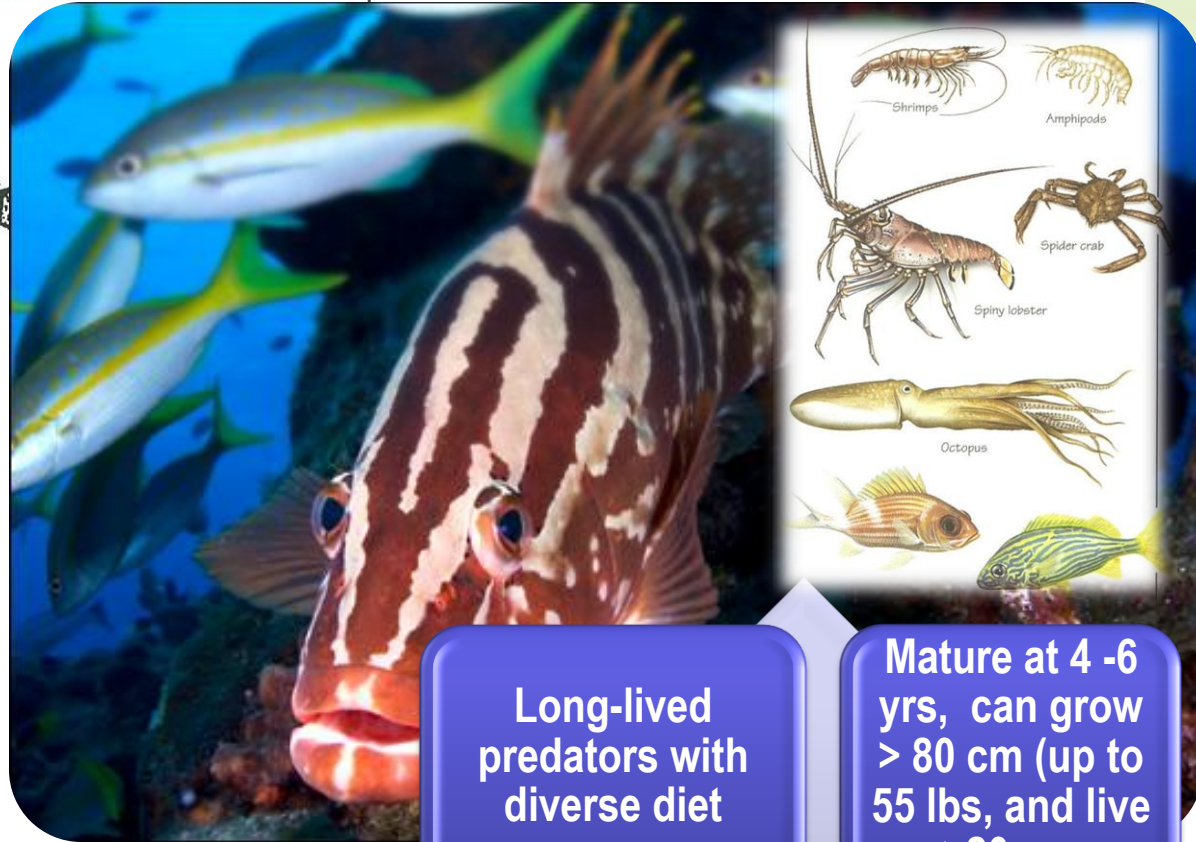 Shrimps
Amphipods
Spider crab
Spiny lobster
Octopus
Long-lived
predators with
diverse diet
Mature at 4 -6
yrs, can grow
> 80 cm (up to
55 lbs, and live